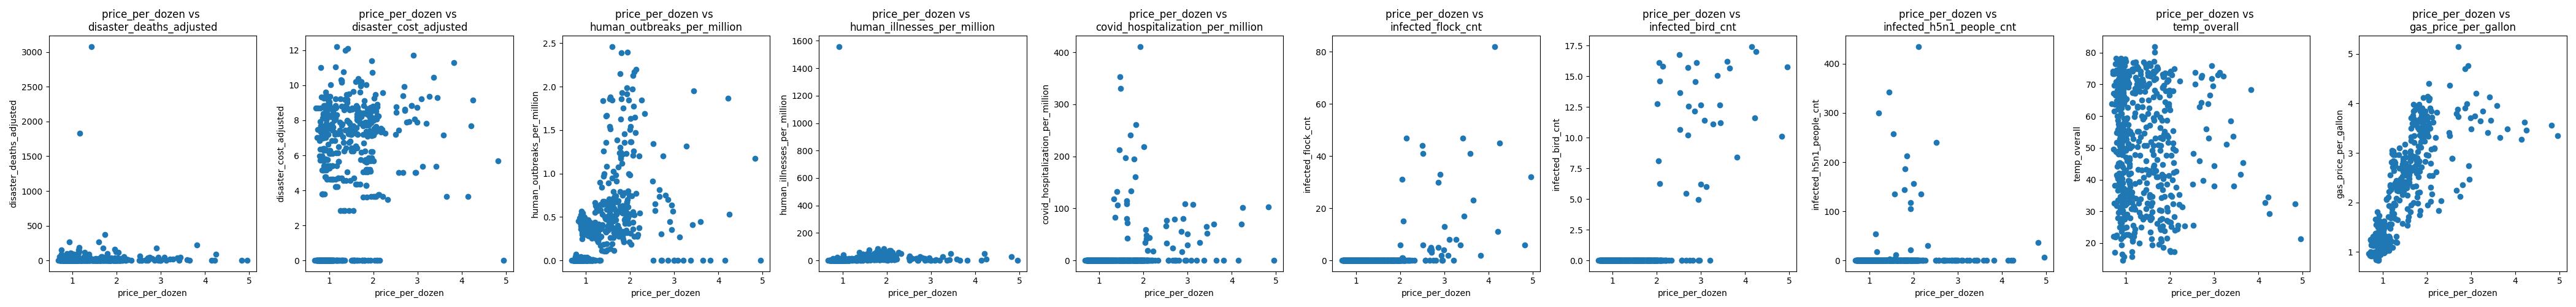 price_per_dozen vs
disaster_deaths_adjusted
disaster_deaths_adjusted
3000
2500
2000
1500
1000
500
0
1 2 3 4 5
price_per_dozen
price_per_dozen vs
disaster_cost_adjusted
disaster_cost_adjusted
12
10
8
6
4
2
0
1 2 3 4 5
price_per_dozen
price_per_dozen vs
human_outbreaks_per_million
human_outbreaks_per_million
2.5
2.0
1.5
1.0
0.5
0.0
1 2 3 4 5
price_per_dozen
price_per_dozen vs
human_illnesses_per_million
human_illnesses_per_million
1600
1400
1200
1000
800
600
400
200
0
1 2 3 4 5
price_per_dozen
price_per_dozen vs
covid_hospitalization_per_million
covid_hospitalization_per_million
400
300
200
100
0
1 2 3 4 5
price_per_dozen
price_per_dozen vs
infected_flock_cnt
infected_flock_cnt
80
60
40
20
0
1 2 3 4 5
price_per_dozen
price_per_dozen vs
infected_bird_cnt
infected_bird_cnt
17.5
15.0
12.5
10.0
7.5
5.0
2.5
0.0
1 2 3 4 5
price_per_dozen
price_per_dozen vs
infected_h5n1_people_cnt
infected_h5n1_people_cnt
400
300
200
100
0
1 2 3 4 5
price_per_dozen
price_per_dozen vs
temp_overall
temp_overall
80
70
60
50
40
30
20
1 2 3 4 5
price_per_dozen
price_per_dozen vs
gas_price_per_gallon
gas_price_per_gallon
5
4
3
2
1
1 2 3 4 5
price_per_dozen